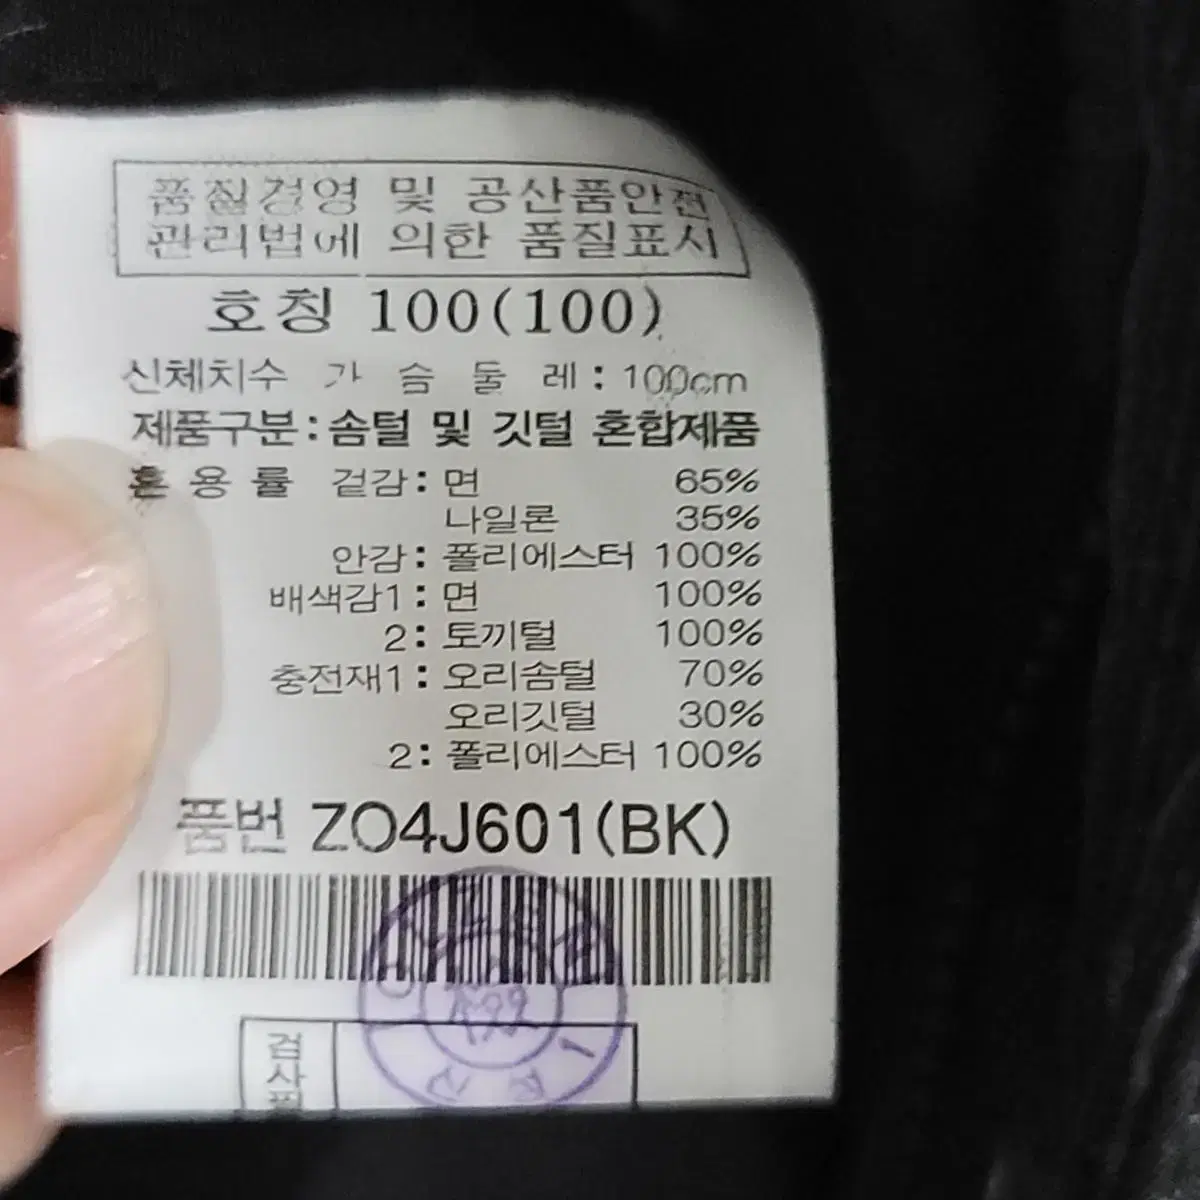 품질경영 및 공산품안전
관리법에 의한 품질표시
호칭 100(100)
신체치수 가 슴 둘 레 : 100cm
제품구분 : 솜털 및 깃털 혼합제품
혼 용 률 겉감 : 면 65%
나일론 35%
안감 : 폴리에스터 100%
배색감1 : 면 100%
2 : 토끼털 100%
충전재1 : 오리솜털 70%
오리깃털 30%
2 : 폴리에스터 100%
품번 ZO4J601(BK)
검
사